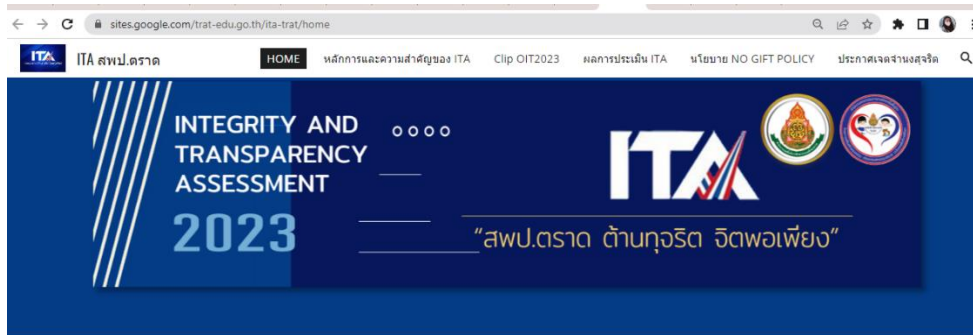 sites.google.com/trat-edu.go.th/ita-trat/home
ITA
ITA สพป.ตราด
HOME
หลักการและความสำคัญของ ITA
Clip OIT2023
ผลการประเมิน ITA
นโยบาย NO GIFT POLICY
ประกาศเจตจำนงสุจริต
INTEGRITY AND
TRANSPARENCY
ASSESSMENT
2023
ITA
"สพป.ตราด ต้านทุจริต จิตพอเพียง"